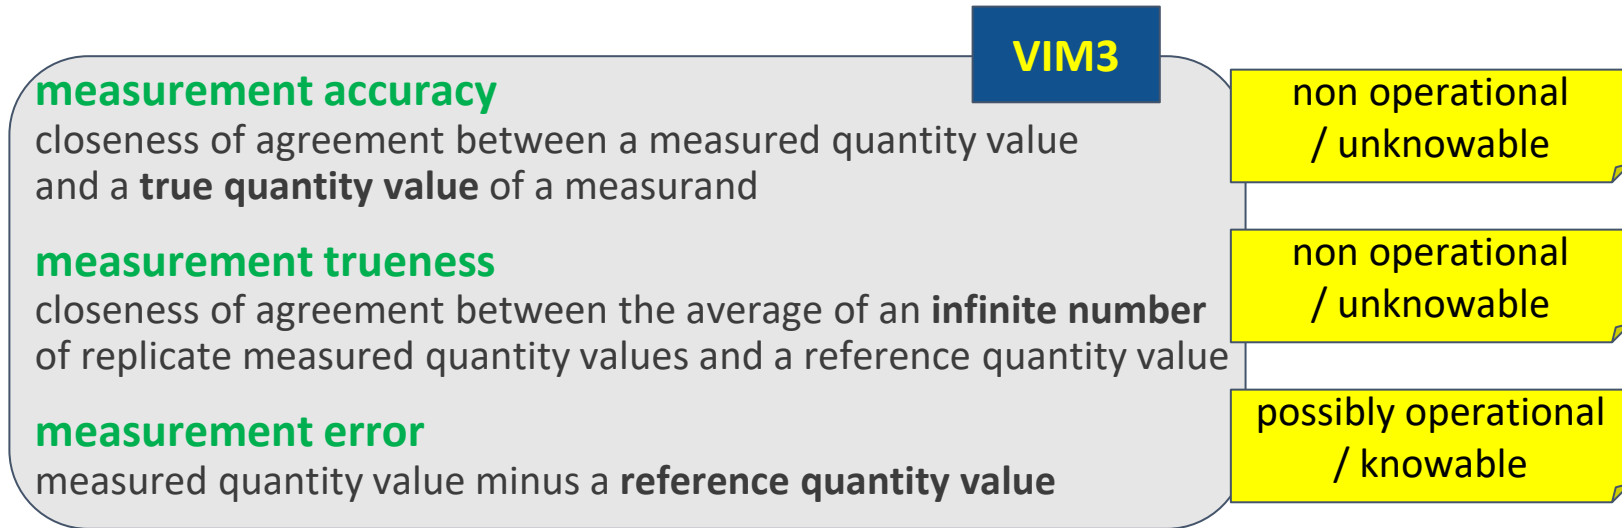 VIM3
measurement accuracy
closeness of agreement between a measured quantity value
and a true quantity value of a measurand
non operational
/ unknowable
measurement trueness
closeness of agreement between the average of an infinite number
of replicate measured quantity values and a reference quantity value
non operational
/ unknowable
measurement error
measured quantity value minus a reference quantity value
possibly operational
/ knowable